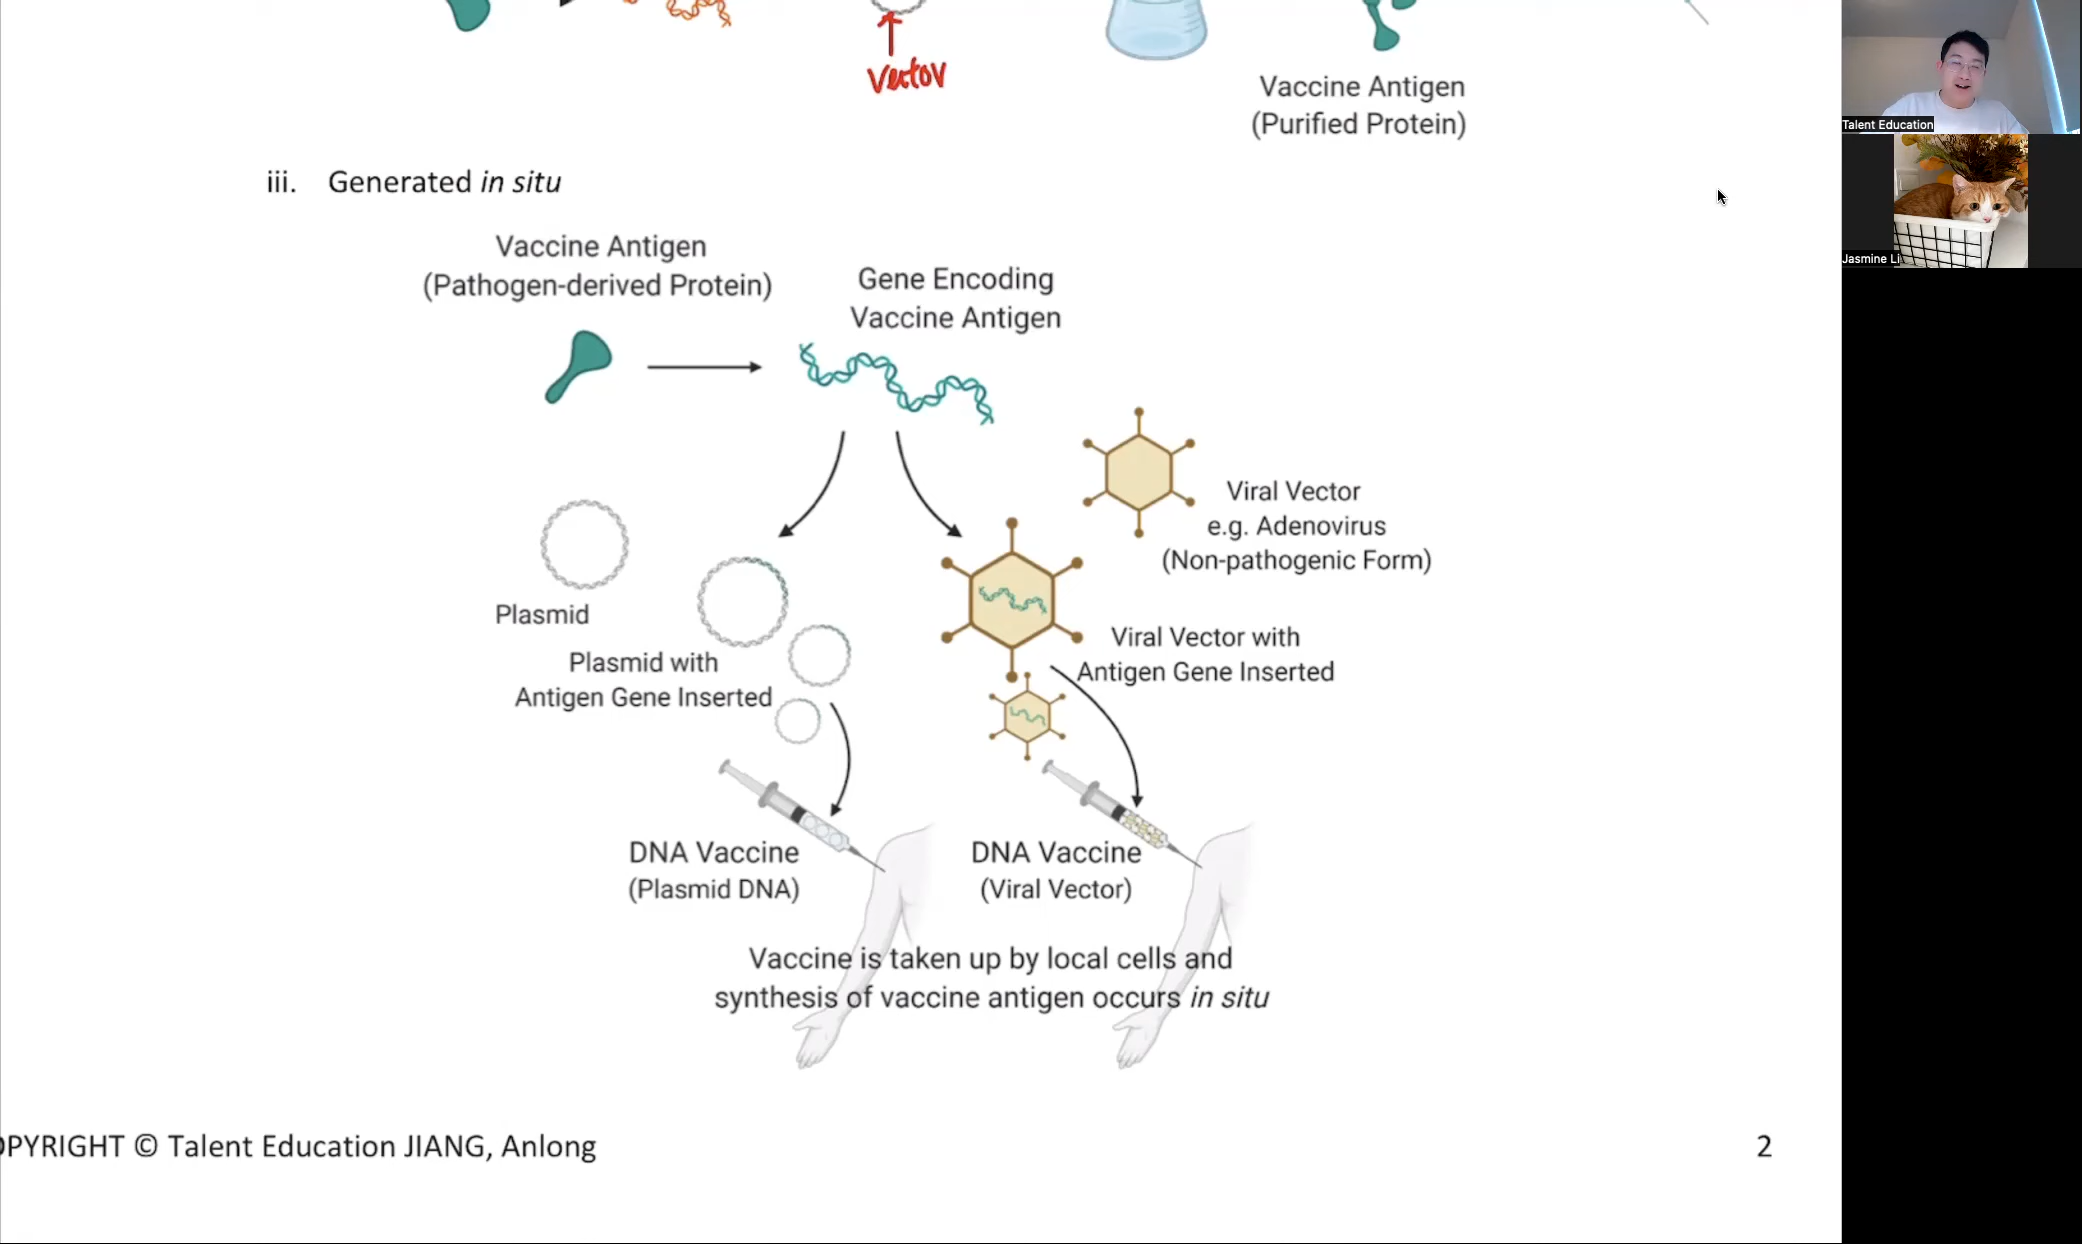 Vector
Vaccine Antigen
(Purified Protein)
iii. Generated in situ
Vaccine Antigen
(Pathogen-derived Protein)
Gene Encoding
Vaccine Antigen
Viral Vector
e.g. Adenovirus
(Non-pathogenic Form)
Plasmid
Plasmid with
Antigen Gene Inserted
Viral Vector with
Antigen Gene Inserted
DNA Vaccine
(Plasmid DNA)
DNA Vaccine
(Viral Vector)
Vaccine is taken up by local cells and
synthesis of vaccine antigen occurs in situ
OPYRIGHT © Talent Education JIANG, Anlong
2
Talent Education
Jasmine Li